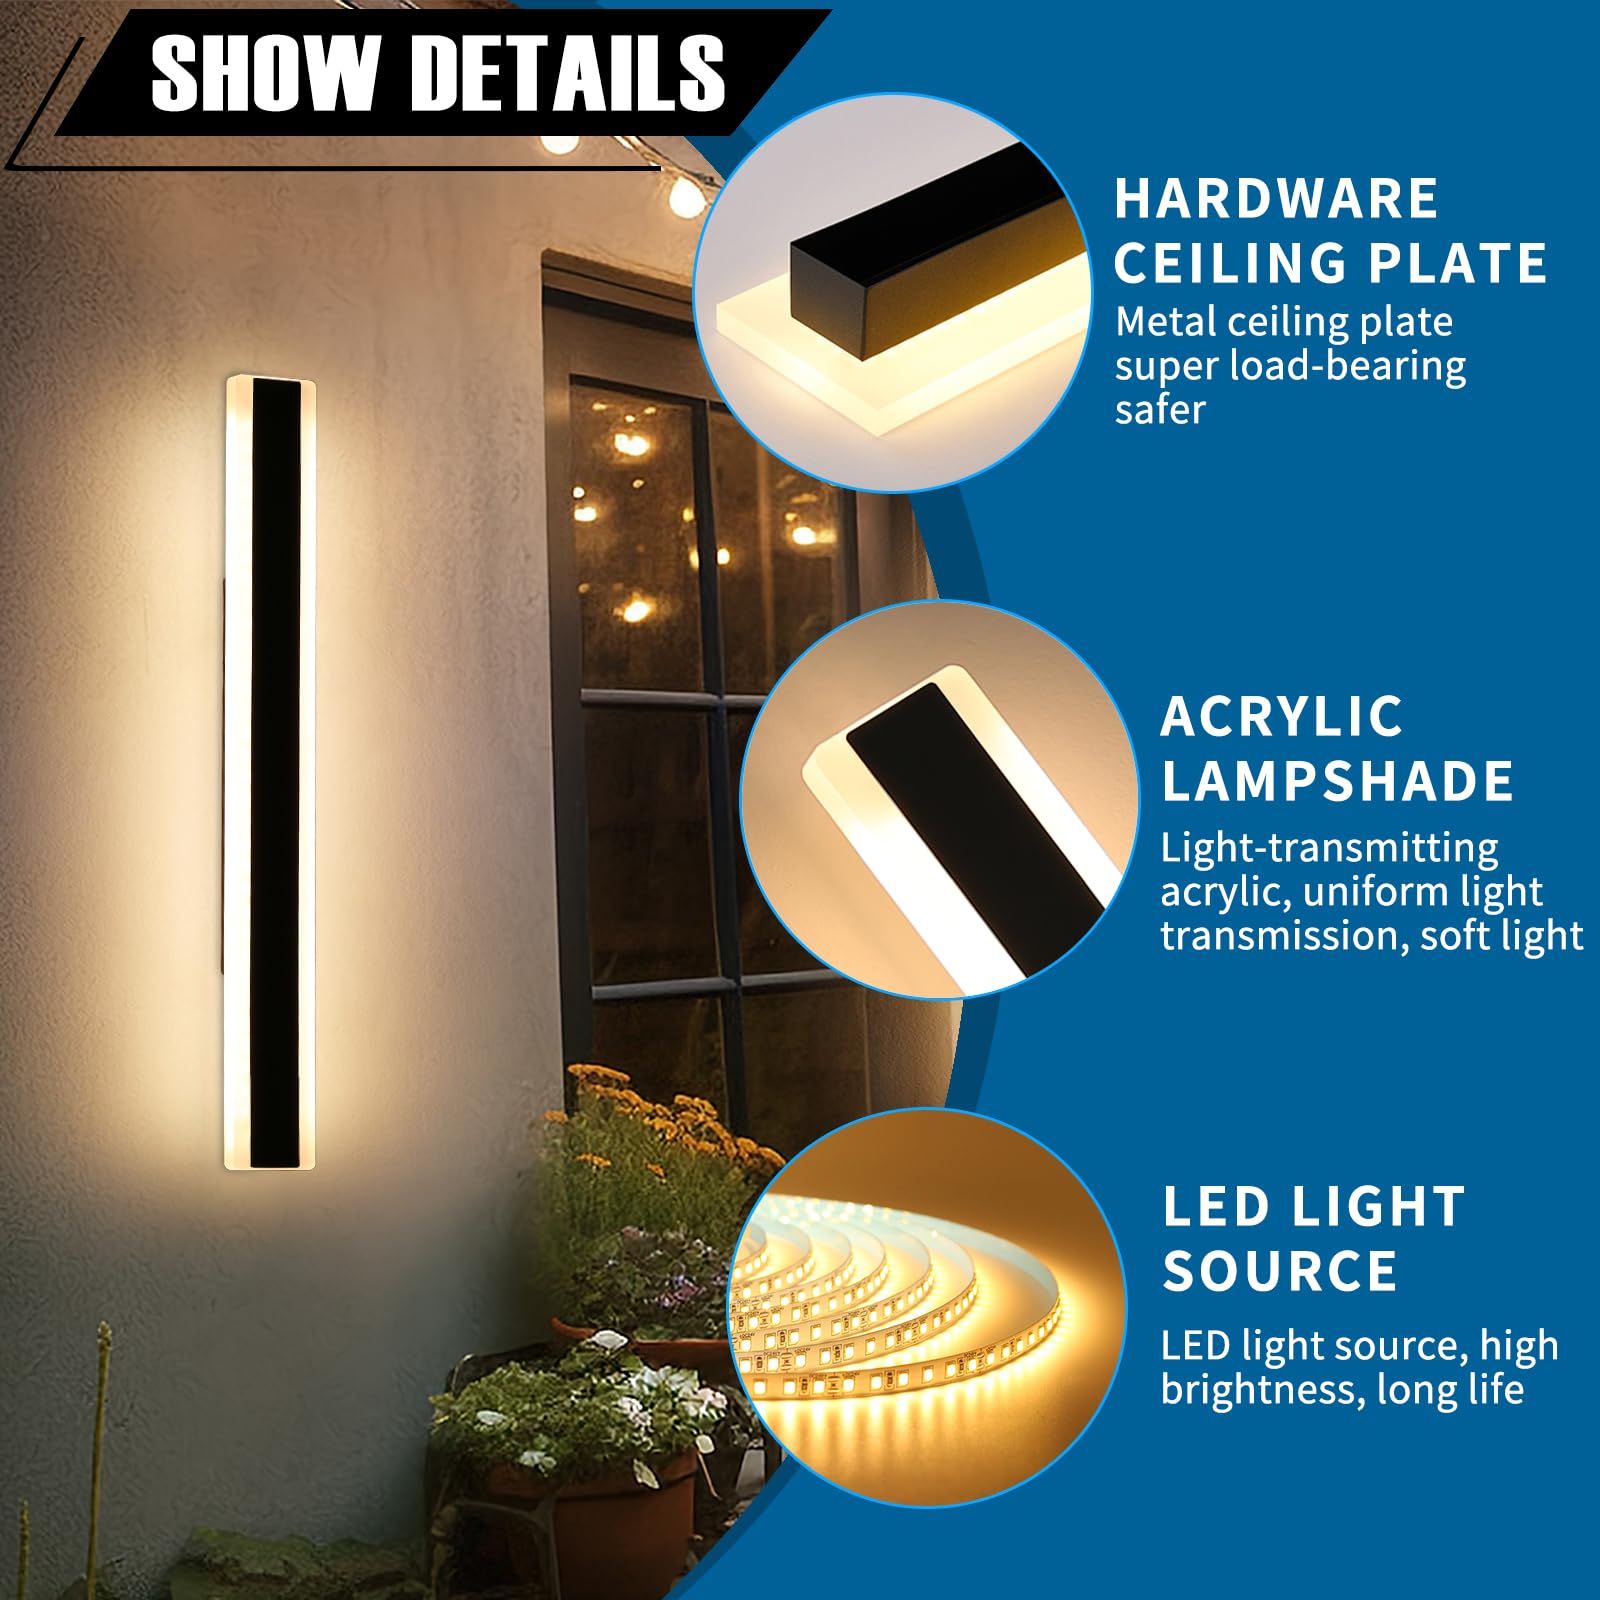 SHOW DETAILS
HARDWARE
CEILING PLATE
Metal ceiling plate
super load-bearing
safer
ACRYLIC
LAMPSHADE
Light-transmitting
acrylic, uniform light
transmission, soft light
LED LIGHT
SOURCE
LED light source, high
brightness, long life